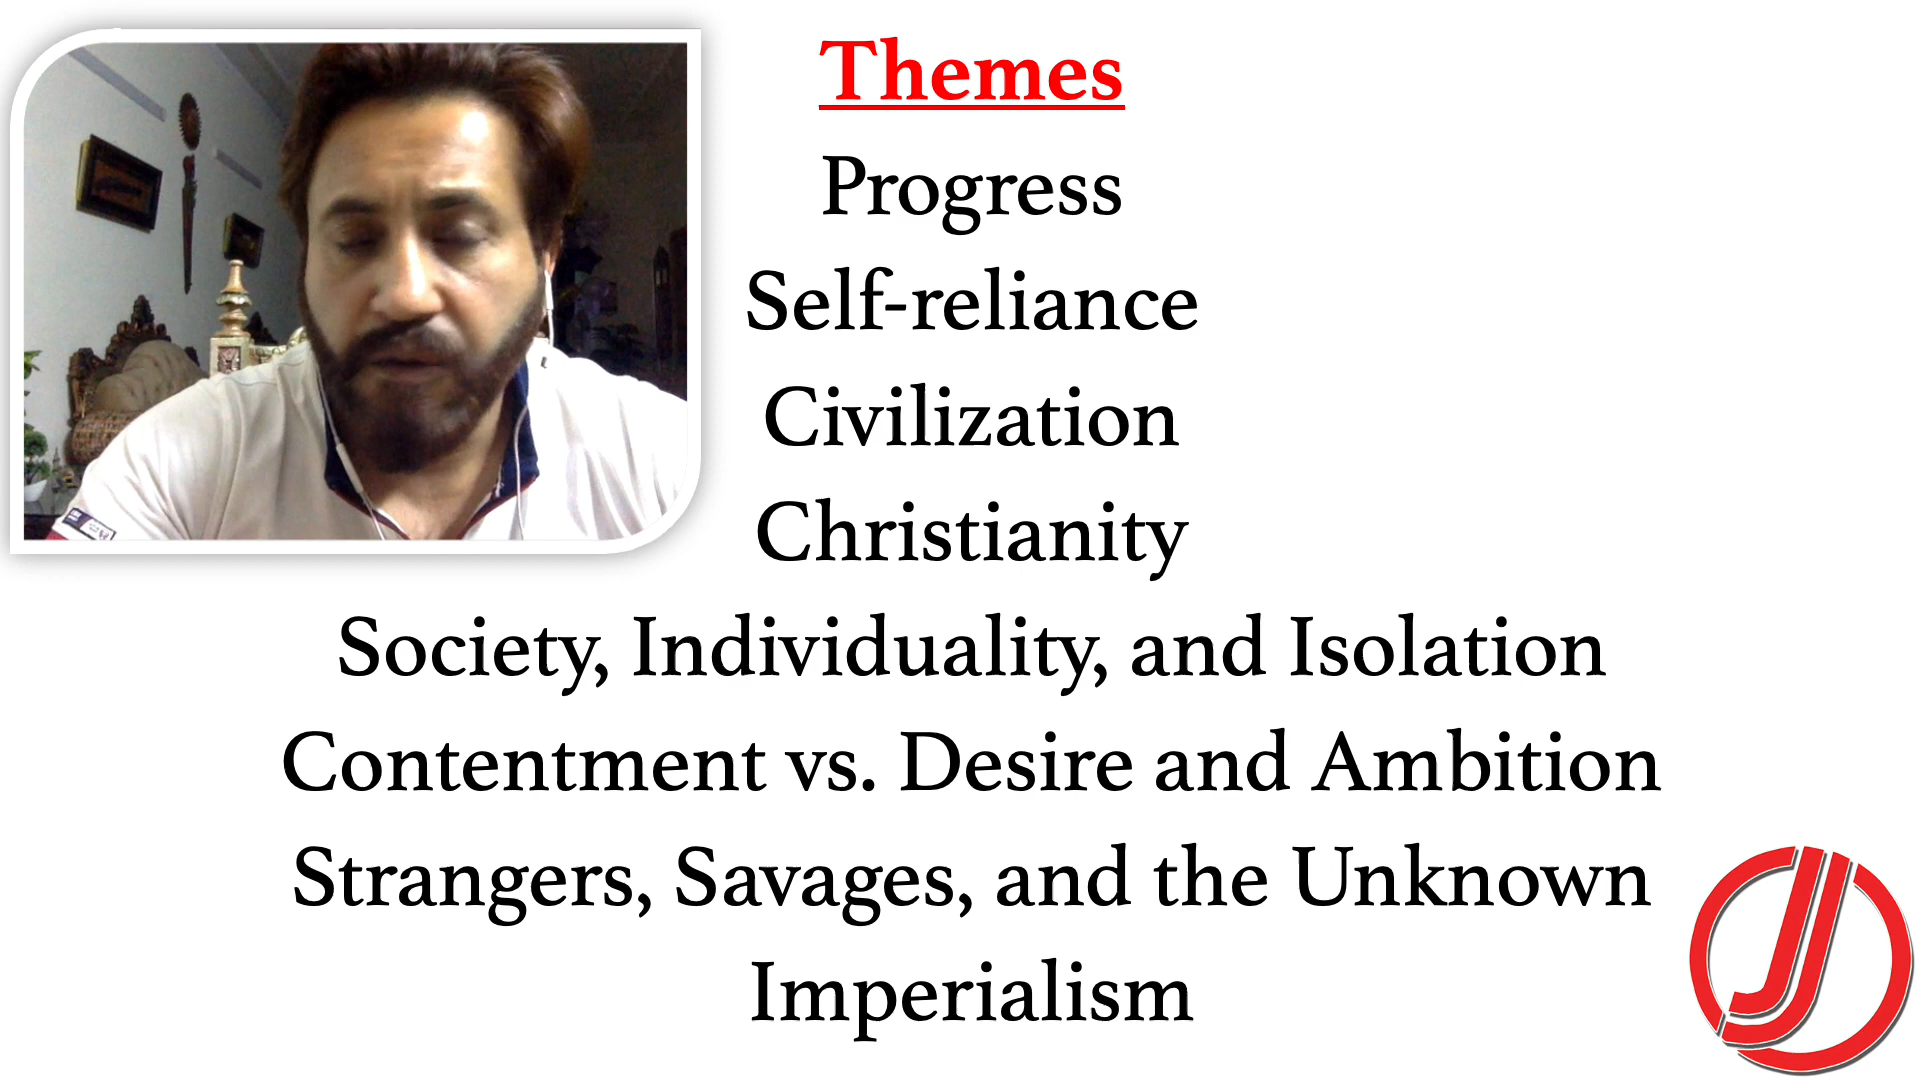 Themes
Progress
Self-reliance
Civilization
Christianity
Society, Individuality, and Isolation
Contentment vs. Desire and Ambition
Strangers, Savages, and the Unknown
Imperialism